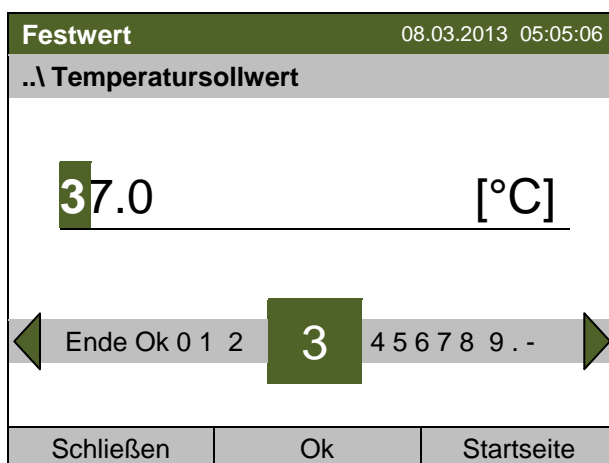 Festwert 08.03.2013 05:05:06
..\ Temperatursollwert
37.0 [°C]
Ende Ok 0 1 2 3 4 5 6 7 8 9 . -
Schließen Ok Startseite